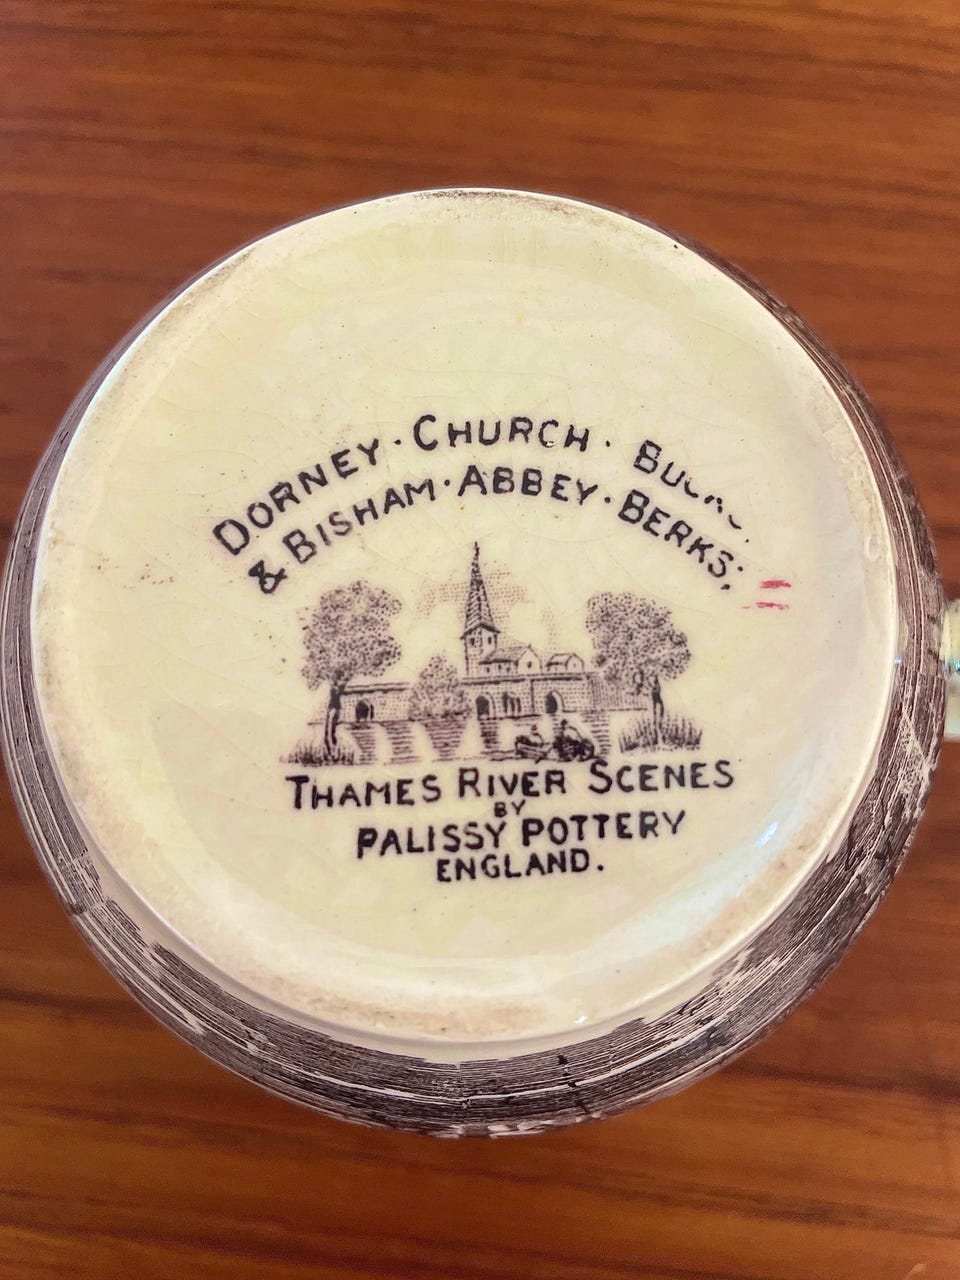 DORNEY · CHURCH ·
& BISHAM · ABBEY · BERKS;
THAMES RIVER SCENES
BY
PALISSY POTTERY
ENGLAND.